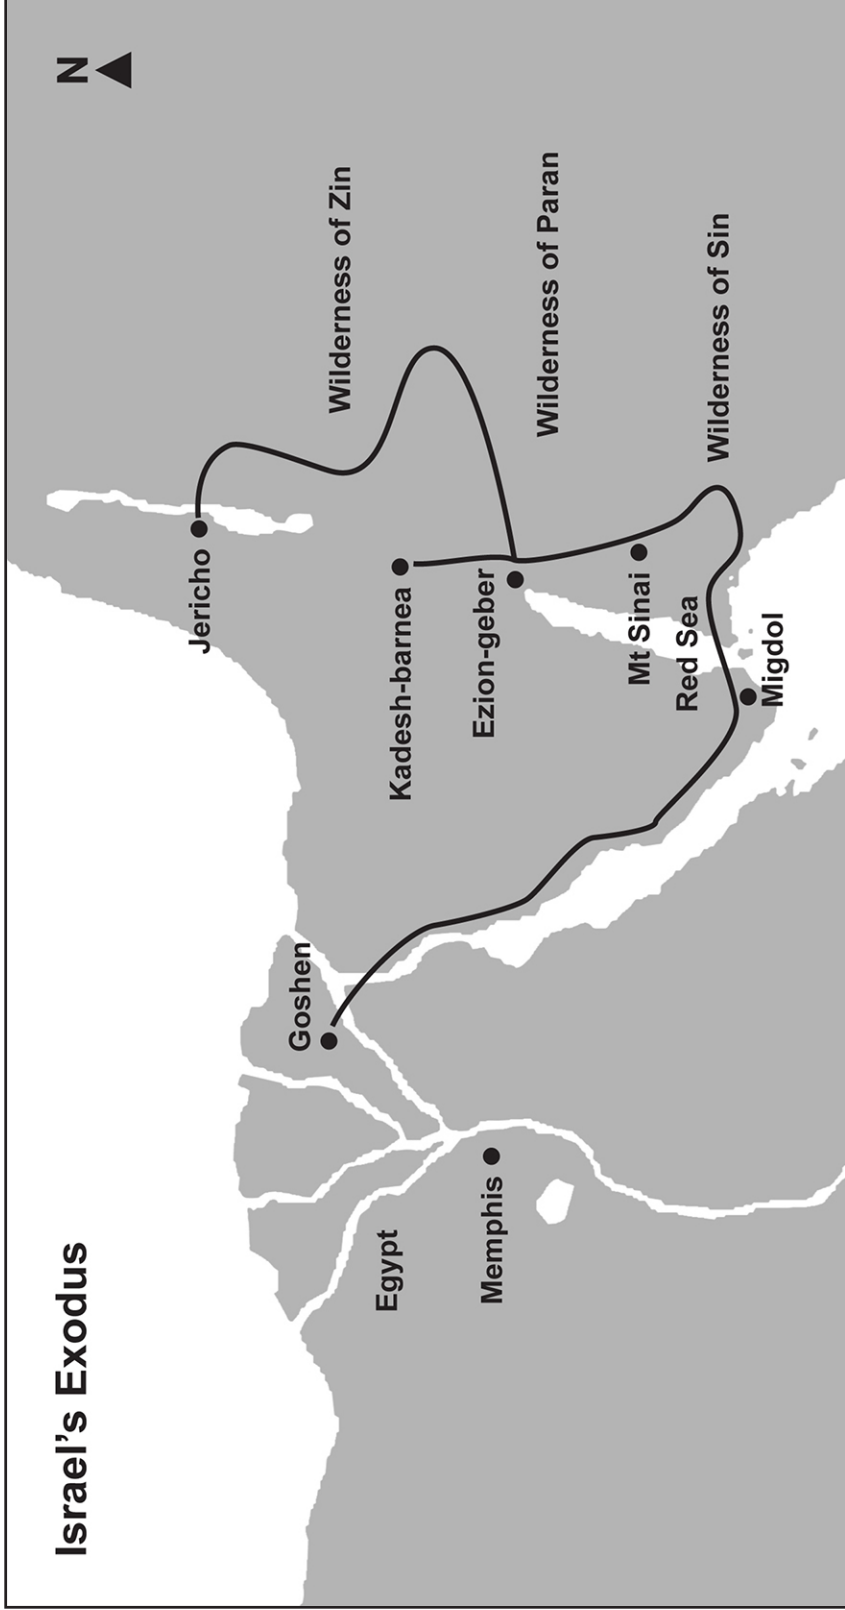 Israel's Exodus
N
Jericho
Wilderness of Zin
Goshen
Egypt
Kadesh-barnea
Memphis
Ezion-geber
Wilderness of Paran
Mt Sinai
Red Sea
Wilderness of Sin
Migdol